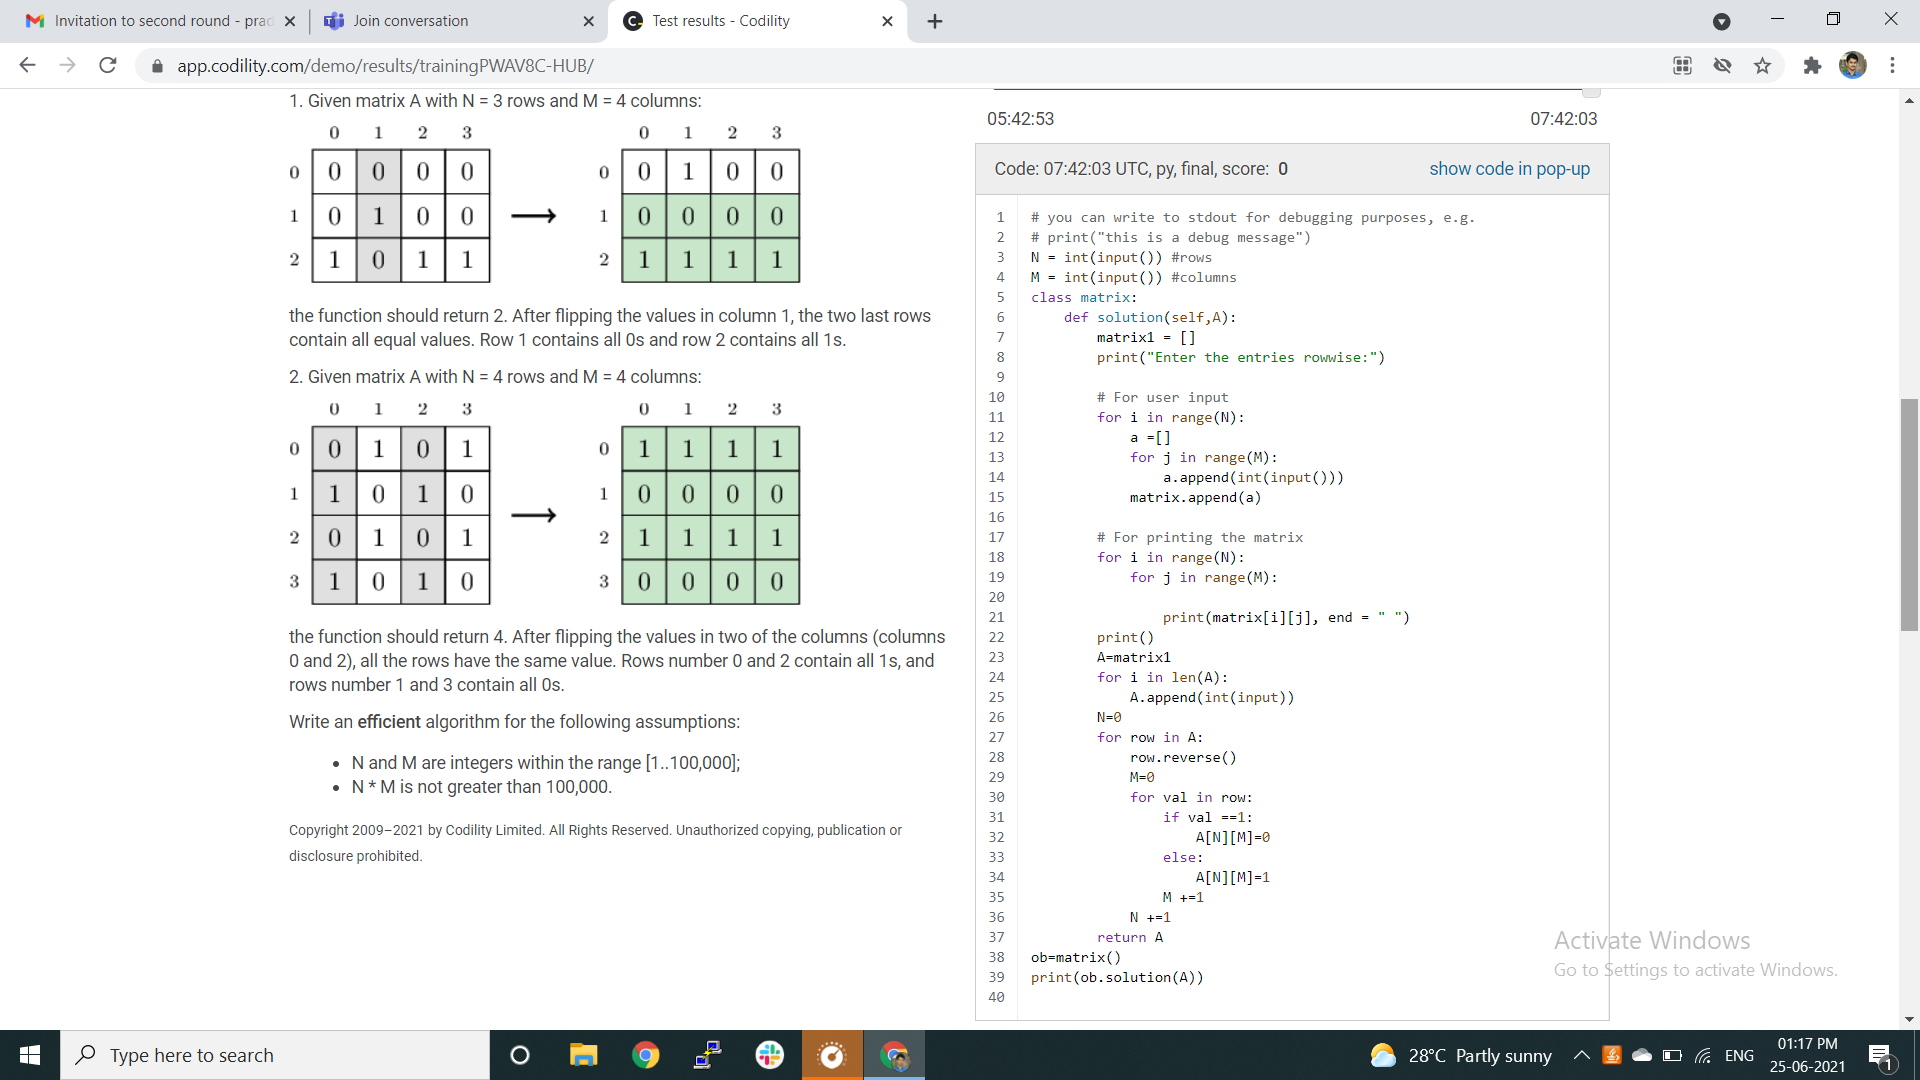 Invitation to second round - prac
Join conversation
Test results - Codility
app.codility.com/demo/results/trainingPWAV8C-HUB/
1. Given matrix A with N = 3 rows and M = 4 columns:
0 1 2 3 0 1 2 3
0 0 0 0 0 0 0 1 0 0
1 0 1 0 0 1 0 0 0 0
2 1 0 1 1 2 1 1 1 1
the function should return 2. After flipping the values in column 1, the two last rows
contain all equal values. Row 1 contains all 0s and row 2 contains all 1s.
2. Given matrix A with N = 4 rows and M = 4 columns:
0 1 2 3 0 1 2 3
0 0 1 0 1 0 1 1 1 1
1 1 0 1 0 1 0 0 0 0
2 0 1 0 1 2 1 1 1 1
3 1 0 1 0 3 0 0 0 0
the function should return 4. After flipping the values in two of the columns (columns
0 and 2), all the rows have the same value. Rows number 0 and 2 contain all 1s, and
rows number 1 and 3 contain all 0s.
Write an efficient algorithm for the following assumptions:
• N and M are integers within the range [1..100,000];
• N * M is not greater than 100,000.
Copyright 2009–2021 by Codility Limited. All Rights Reserved. Unauthorized copying, publication or
disclosure prohibited.
05:42:53 07:42:03
Code: 07:42:03 UTC, py, final, score: 0 show code in pop-up
1 # you can write to stdout for debugging purposes, e.g.
2 # print("this is a debug message")
3 N = int(input()) #rows
4 M = int(input()) #columns
5 class matrix:
6     def solution(self,A):
7         matrix1 = []
8         print("Enter the entries rowwise:")
9
10         # For user input
11         for i in range(N):
12             a =[]
13             for j in range(M):
14                 a.append(int(input()))
15             matrix.append(a)
16
17         # For printing the matrix
18         for i in range(N):
19             for j in range(M):
20
21                 print(matrix[i][j], end = " ")
22         print()
23         A=matrix1
24         for i in len(A):
25             A.append(int(input))
26         N=0
27         for row in A:
28             row.reverse()
29             M=0
30             for val in row:
31                 if val ==1:
32                     A[N][M]=0
33                 else:
34                     A[N][M]=1
35                 M +=1
36             N +=1
37         return A
38 ob=matrix()
39 print(ob.solution(A))
40
Activate Windows
Go to Settings to activate Windows.
Type here to search
28°C Partly sunny
ENG
01:17 PM
25-06-2021
1